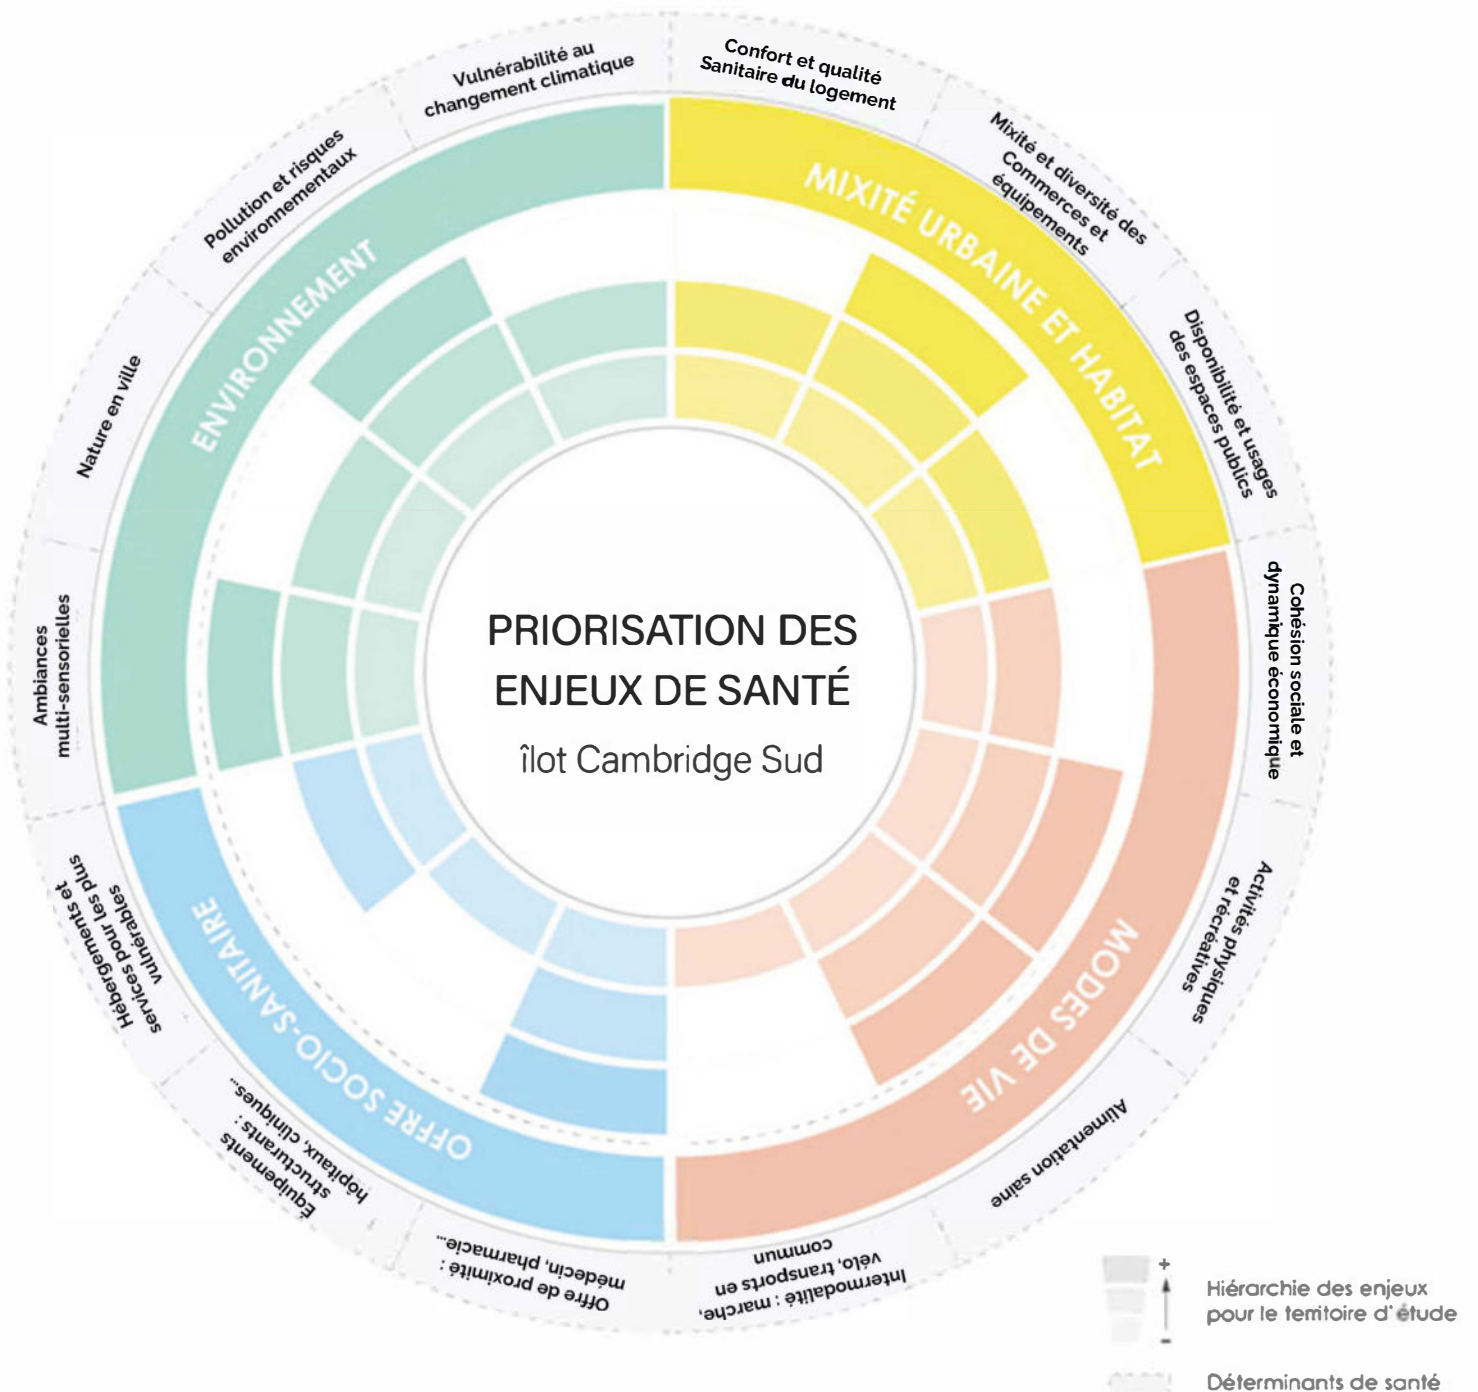 Vulnérabilité au
changement climatique
Confort et qualité
Sanitaire du logement
Mixité et diversité des
Commerces et
équipements
Disponibilité et usages
des espaces publics
Cohésion sociale et
dynamique économique
Activités physiques
et récréatives
Alimentation saine
Intermodalité : marche,
vélo, transports en
commun
Offre de proximité :
médecin, pharmacie...
Équipements
structurants :
hôpitaux, cliniques...
Hébergements et
services pour les plus
vulnérables
Ambiances
multi-sensorielles
Nature en ville
Pollution et risques
environnementaux
ENVIRONNEMENT
MIXITÉ URBAINE ET HABITAT
MODES DE VIE
OFFRE SOCIO-SANITAIRE
PRIORISATION DES
ENJEUX DE SANTÉ
îlot Cambridge Sud
+
-
Hiérarchie des enjeux
pour le territoire d'étude
Déterminants de santé